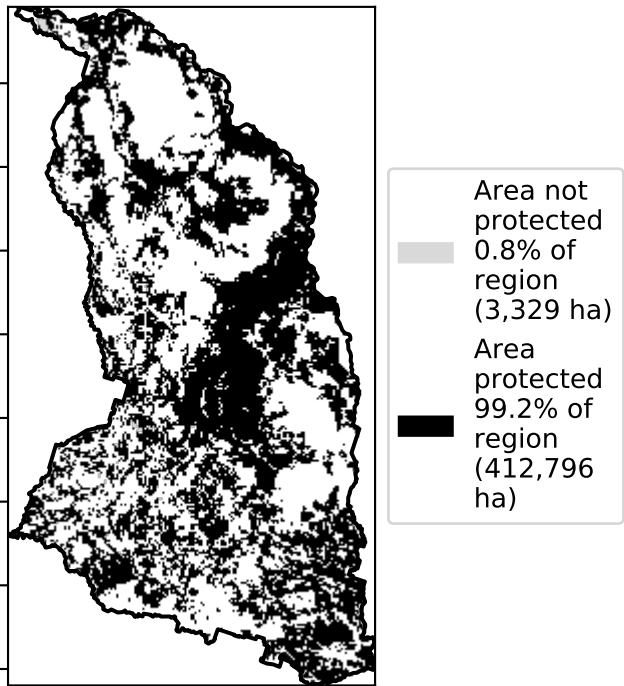 Area not
protected
0.8% of
region
(3,329 ha)
Area
protected
99.2% of
region
(412,796
ha)